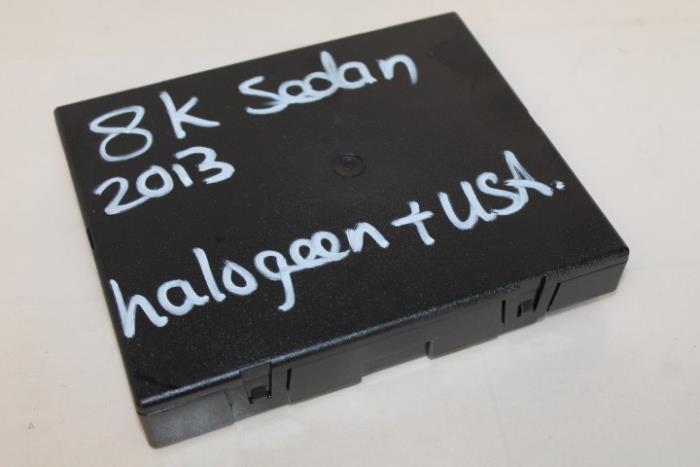 8K Sedan
2013
halogeen + USA.